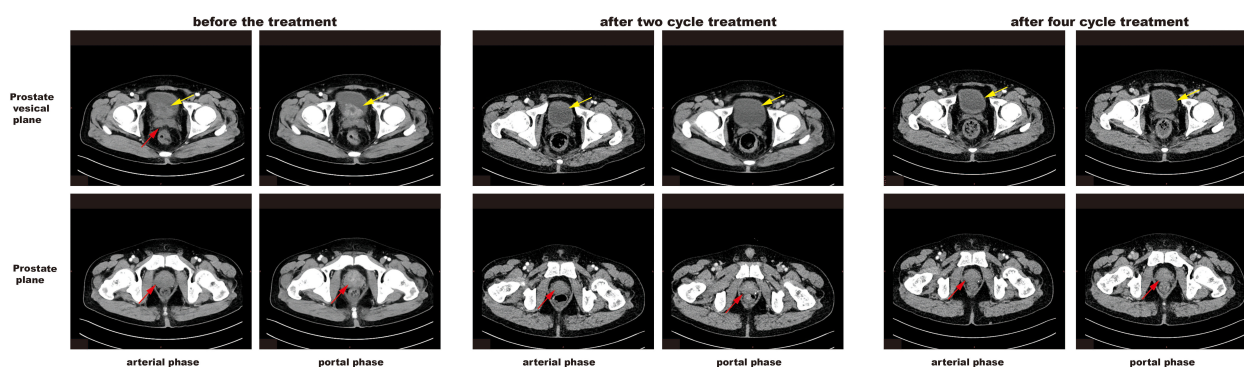 before the treatment
after two cycle treatment
after four cycle treatment
Prostate
vesical
plane
Prostate
plane
arterial phase
portal phase
arterial phase
portal phase
arterial phase
portal phase